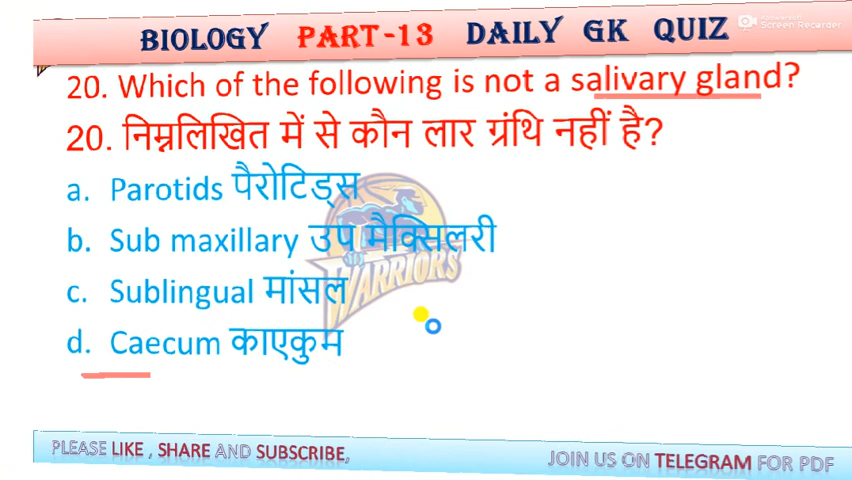 BIOLOGY PART-13 DAILY GK QUIZ
20. Which of the following is not a salivary gland?
20. निम्नलिखित में से कौन लार ग्रंथि नहीं है?
a. Parotids पैरोटिड्स
b. Sub maxillary उप मैक्सिलरी
c. Sublingual मांसल
d. Caecum काएकुम
WARRIORS
PLEASE LIKE , SHARE AND SUBSCRIBE,
JOIN US ON TELEGRAM FOR PDF
Screen Recorder